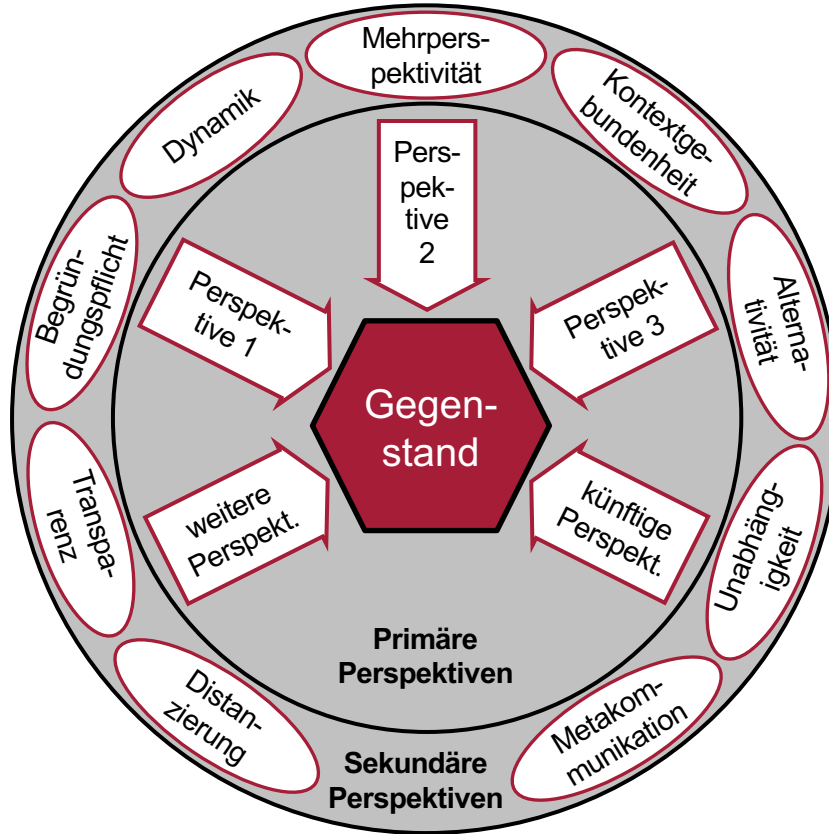 Mehrpers-
spektivität
Kontextge-
bundenheit
Alterna-
tivität
Unabhäng-
igkeit
Metakom-
munikation
Distan-
zierung
Transpa-
renz
Begrün-
dungspflicht
Dynamik
Perspek-
tive 1
Pers-
pek-
tive
2
Perspek-
tive 3
künftige
Perspekt.
weitere
Perspekt.
Gegen-
stand
Primäre
Perspektiven
Sekundäre
Perspektiven